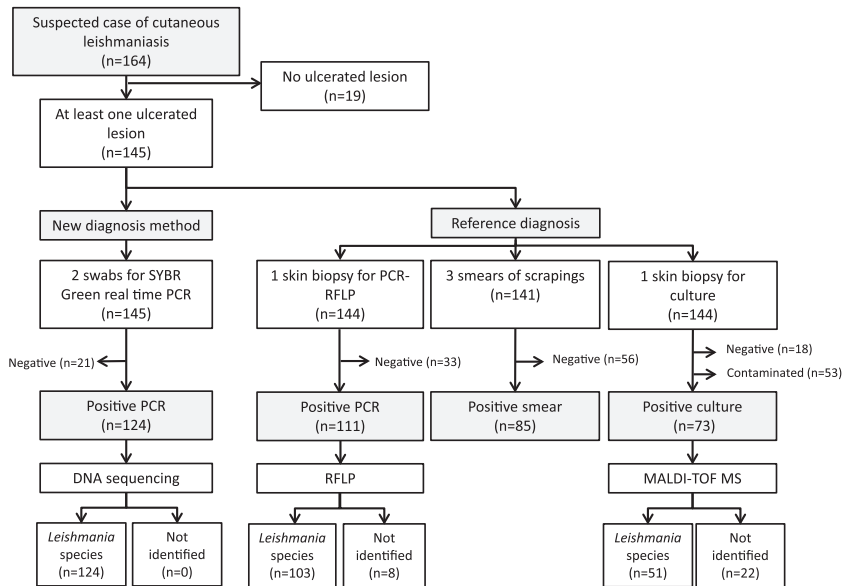 Suspected case of cutaneous
leishmaniasis
(n=164)
No ulcerated lesion
(n=19)
At least one ulcerated
lesion
(n=145)
New diagnosis method
Reference diagnosis
2 swabs for SYBR
Green real time PCR
(n=145)
1 skin biopsy for PCR-
RFLP
(n=144)
3 smears of scrapings
(n=141)
1 skin biopsy for
culture
(n=144)
Negative (n=21)
Negative (n=33)
Negative (n=56)
Negative (n=18)
Contaminated (n=53)
Positive PCR
(n=124)
Positive PCR
(n=111)
Positive smear
(n=85)
Positive culture
(n=73)
DNA sequencing
RFLP
MALDI-TOF MS
Leishmania
species
(n=124)
Not
identified
(n=0)
Leishmania
species
(n=103)
Not
identified
(n=8)
Leishmania
species
(n=51)
Not
identified
(n=22)